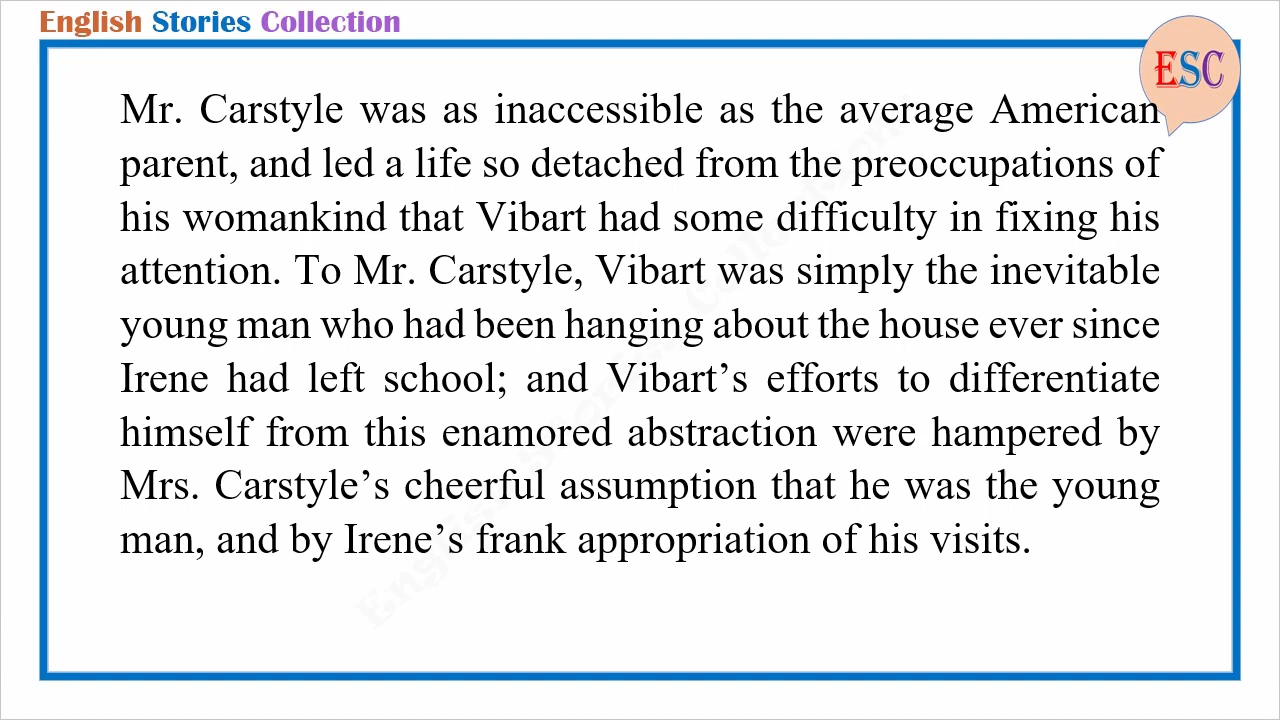 English Stories Collection
ESC
Mr. Carstyle was as inaccessible as the average American
parent, and led a life so detached from the preoccupations of
his womankind that Vibart had some difficulty in fixing his
attention. To Mr. Carstyle, Vibart was simply the inevitable
young man who had been hanging about the house ever since
Irene had left school; and Vibart’s efforts to differentiate
himself from this enamored abstraction were hampered by
Mrs. Carstyle’s cheerful assumption that he was the young
man, and by Irene’s frank appropriation of his visits.
English Stories Collection